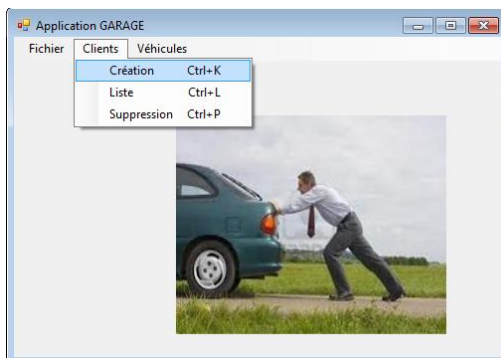 Application GARAGE
Fichier Clients Véhicules
Création Ctrl+K
Liste Ctrl+L
Suppression Ctrl+P